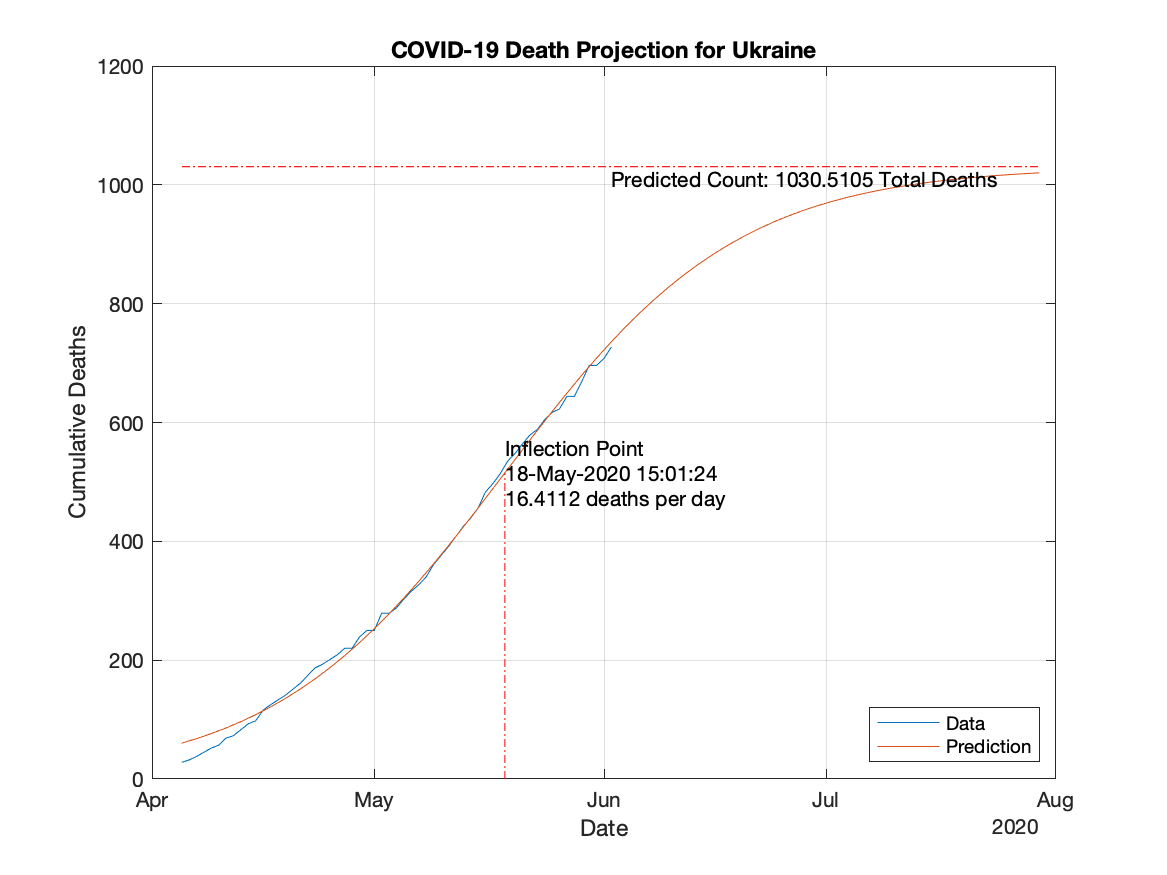 COVID-19 Death Projection for Ukraine
1200
1000
800
600
400
200
0
Cumulative Deaths
Predicted Count: 1030.5105 Total Deaths
Inflection Point
18-May-2020 15:01:24
16.4112 deaths per day
Data
Prediction
Apr May Jun Jul Aug
Date
2020